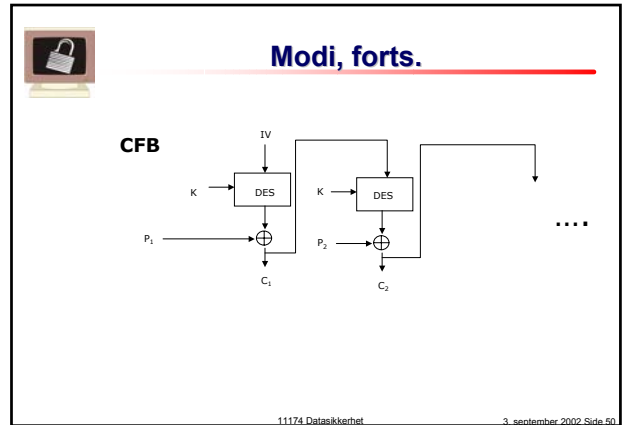 Modi, forts.
CFB
IV
K
DES
K
DES
P₁
P₂
....
C₁
C₂
11174 Datasikkerhet
3. september 2002 Side 50